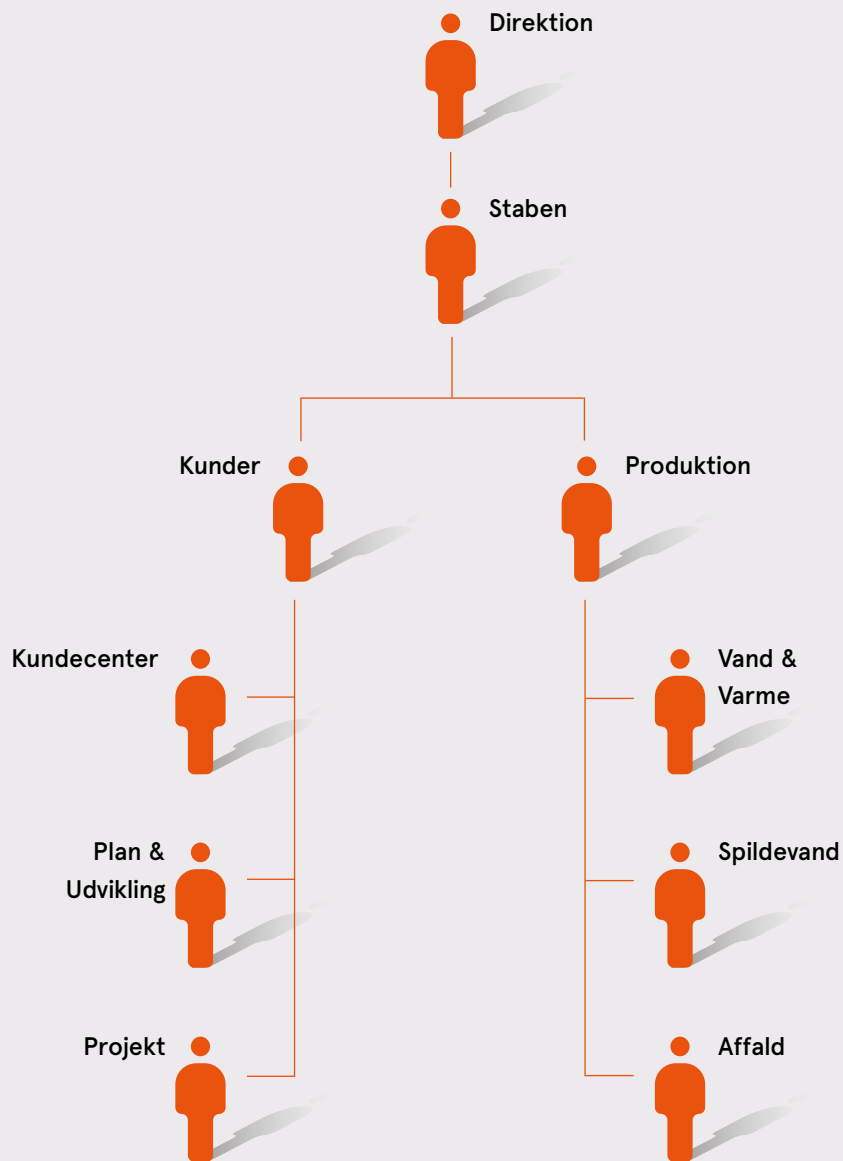 Direktion
Staben
Kunder
Produktion
Kundecenter
Vand &
Varme
Plan &
Udvikling
Spildevand
Projekt
Affald